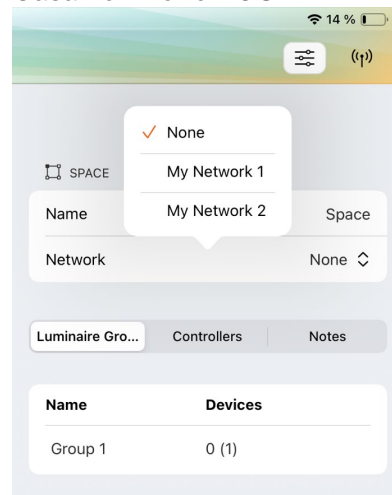 14 %
None
My Network 1
SPACE
Name
My Network 2
Space
Network
None
Luminaire Gro...
Controllers
Notes
Name
Devices
Group 1
0 (1)